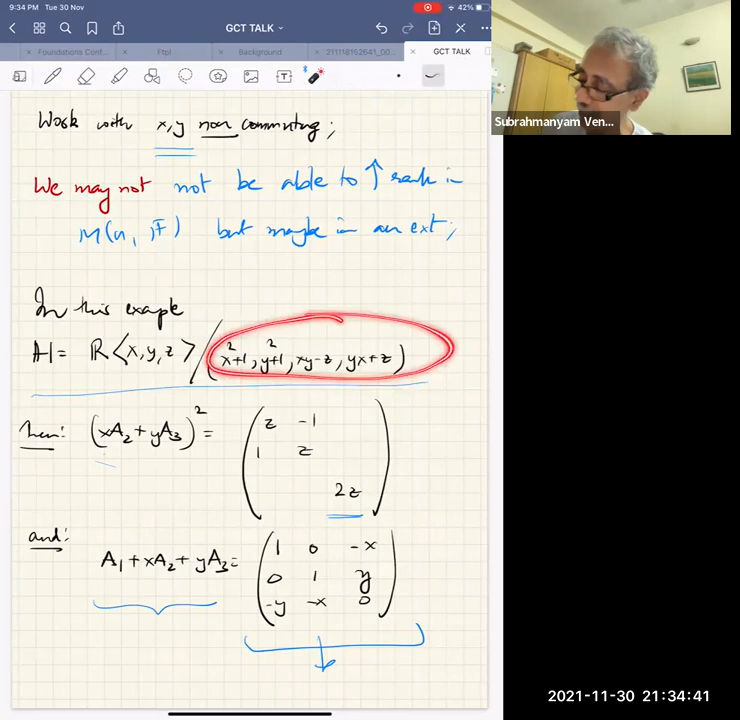 9:34 PM Tue 30 Nov
42%
GCT TALK
Foundations Conf...
Ftpl
Background
211118152641_00...
GCT TALK
Subrahmanyam Ven...
Work with x,y non commuting;
We may not not be able to ↑ rank in
M(n, F) but maybe in an ext;
In this example
H = R<x,y,z>/(x²+1, y²+1, xy-z, yx+z)
then: (xA₂+yA₃)² = ( z -1
1 z
2z )
and:
A₁+xA₂+yA₃ = ( 1 0 -x
0 1 y
-y -x 0 )
2021-11-30 21:34:41